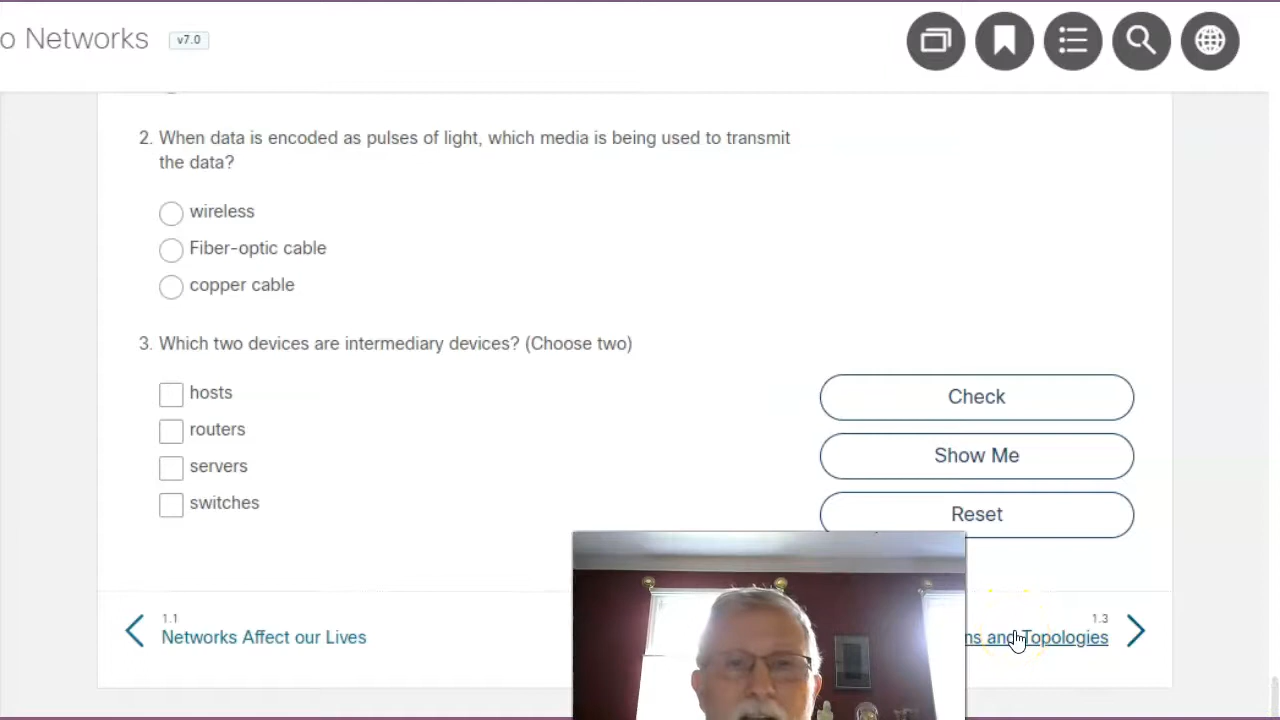 o Networks v7.0
2. When data is encoded as pulses of light, which media is being used to transmit
the data?
wireless
Fiber-optic cable
copper cable
3. Which two devices are intermediary devices? (Choose two)
hosts
routers
servers
switches
Check
Show Me
Reset
1.1
Networks Affect our Lives
1.3
ns and Topologies